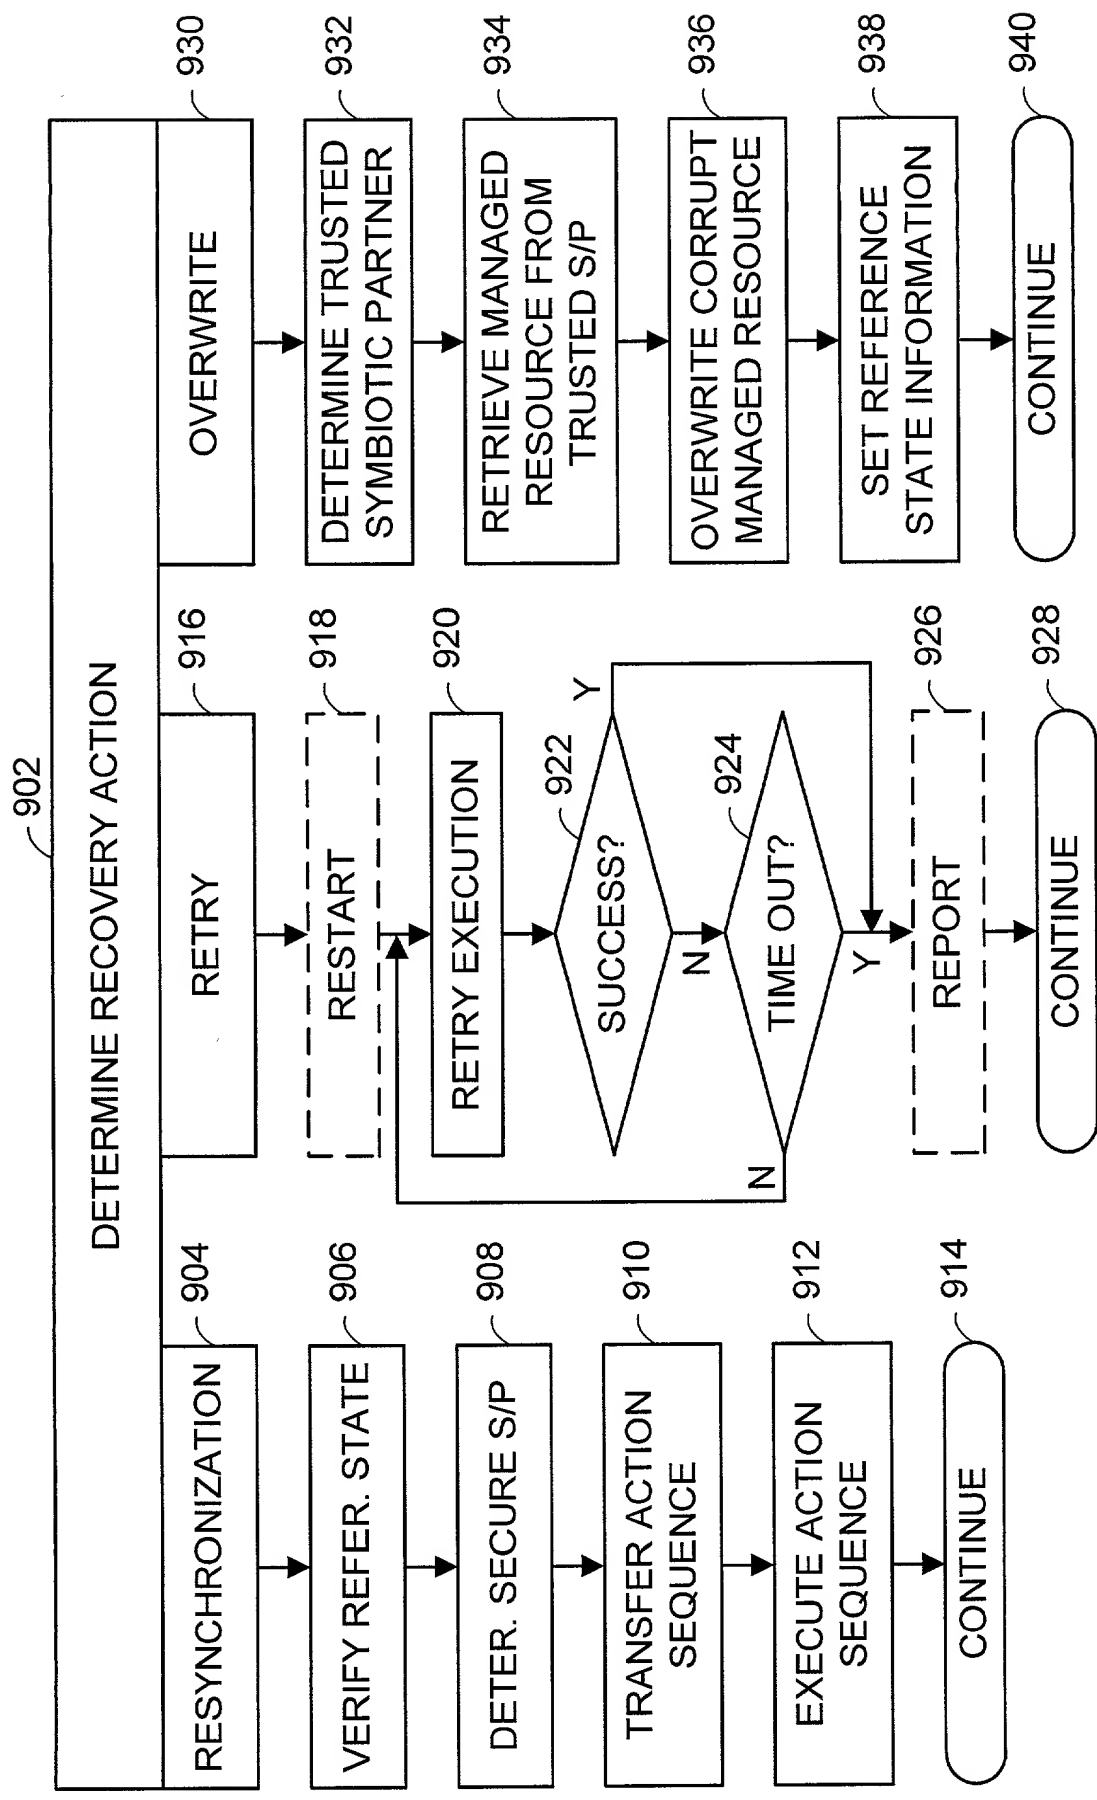 902
DETERMINE RECOVERY ACTION
904
RESYNCHRONIZATION
906
VERIFY REFER. STATE
908
DETER. SECURE S/P
910
TRANSFER ACTION
SEQUENCE
912
EXECUTE ACTION
SEQUENCE
914
CONTINUE
916
RETRY
918
RESTART
920
RETRY EXECUTION
922
SUCCESS?
Y
N
924
TIME OUT?
N
Y
926
REPORT
928
CONTINUE
930
OVERWRITE
932
DETERMINE TRUSTED
SYMBIOTIC PARTNER
934
RETRIEVE MANAGED
RESOURCE FROM
TRUSTED S/P
936
OVERWRITE CORRUPT
MANAGED RESOURCE
938
SET REFERENCE
STATE INFORMATION
940
CONTINUE